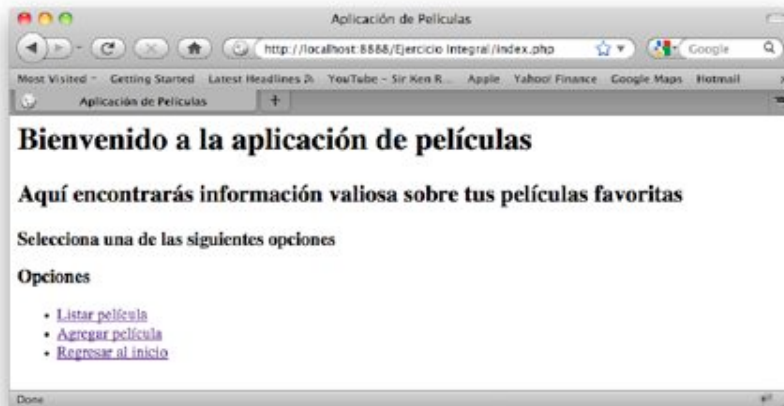 Aplicación de Películas
http://localhost:8888/Ejercicio Integral/index.php
Google
Most Visited Getting Started Latest Headlines YouTube - Sir Ken R... Apple Yahoo! Finance Google Maps Hotmail
Aplicación de Películas
Bienvenido a la aplicación de películas
Aquí encontrarás información valiosa sobre tus películas favoritas
Selecciona una de las siguientes opciones
Opciones
• Listar película
• Agregar película
• Regresar al inicio
Done